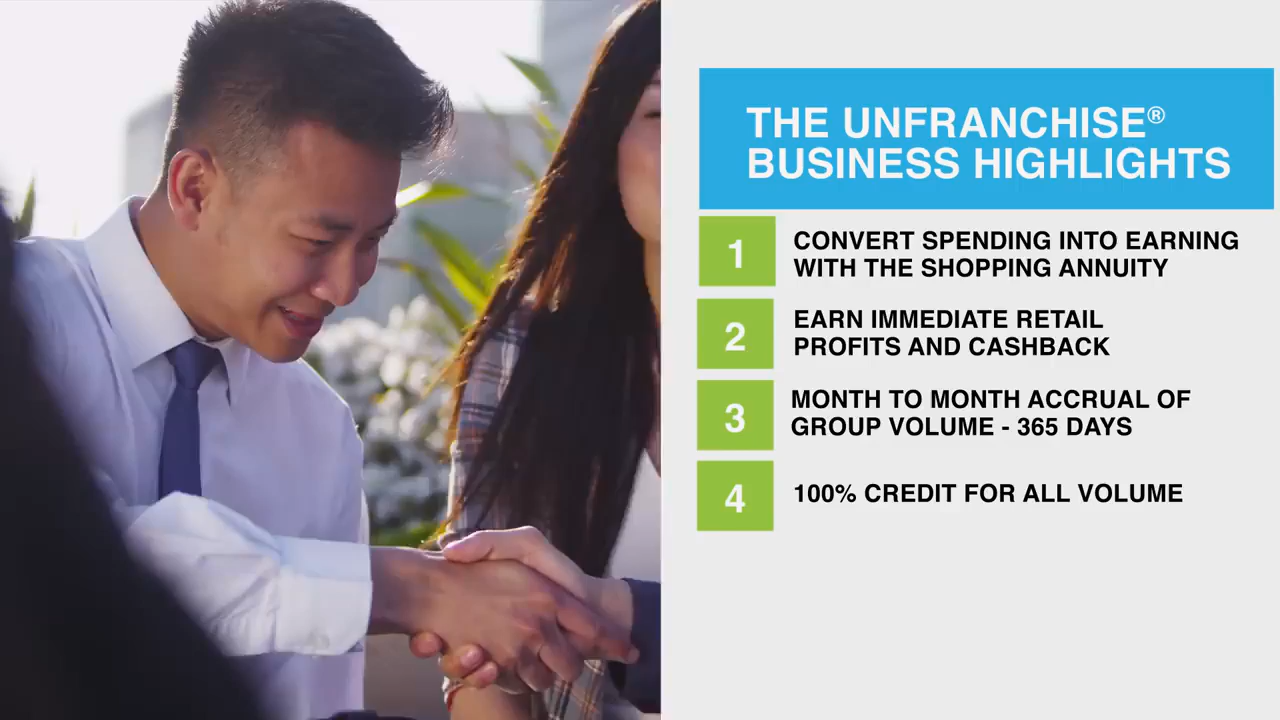 THE UNFRANCHISE®
BUSINESS HIGHLIGHTS
1
CONVERT SPENDING INTO EARNING
WITH THE SHOPPING ANNUITY
2
EARN IMMEDIATE RETAIL
PROFITS AND CASHBACK
3
MONTH TO MONTH ACCRUAL OF
GROUP VOLUME - 365 DAYS
4
100% CREDIT FOR ALL VOLUME